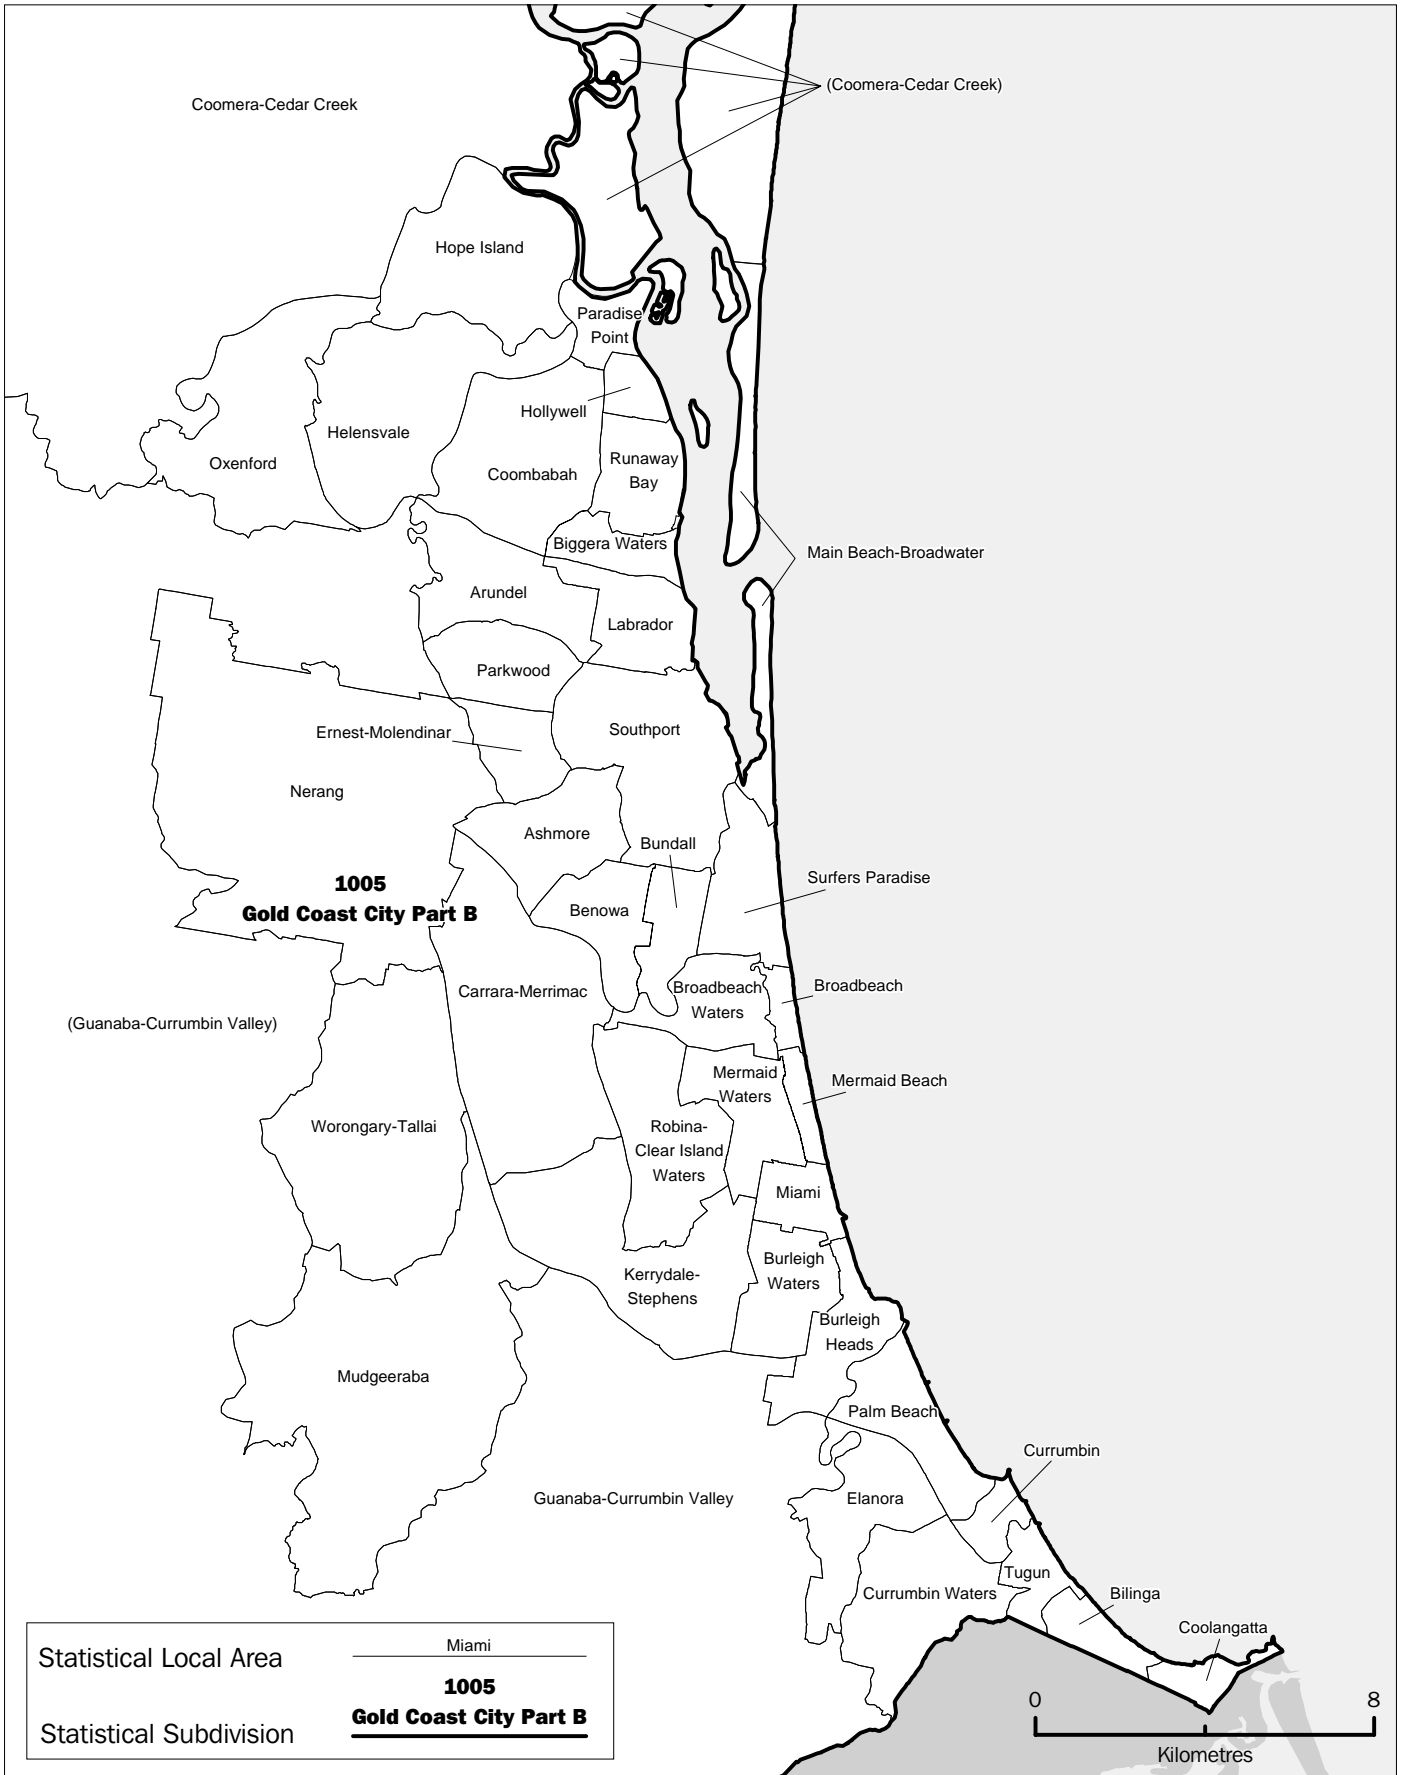 (Coomera-Cedar Creek)
Coomera-Cedar Creek
Hope Island
Paradise
Point
Hollywell
Helensvale
Oxenford
Coombabah
Runaway
Bay
Biggera Waters
Main Beach-Broadwater
Arundel
Labrador
Parkwood
Ernest-Molendinar
Southport
Nerang
Ashmore
Bundall
1005
Gold Coast City Part B
Surfers Paradise
Benowa
Carrara-Merrimac
Broadbeach
Waters
Broadbeach
(Guanaba-Currumbin Valley)
Mermaid
Waters
Mermaid Beach
Worongary-Tallai
Robina-
Clear Island
Waters
Miami
Burleigh
Waters
Kerrydale-
Stephens
Burleigh
Heads
Mudgeeraba
Palm Beach
Currumbin
Guanaba-Currumbin Valley
Elanora
Tugun
Currumbin Waters
Bilinga
Coolangatta
Statistical Local Area
Miami
1005
Gold Coast City Part B
Statistical Subdivision
0 8
Kilometres